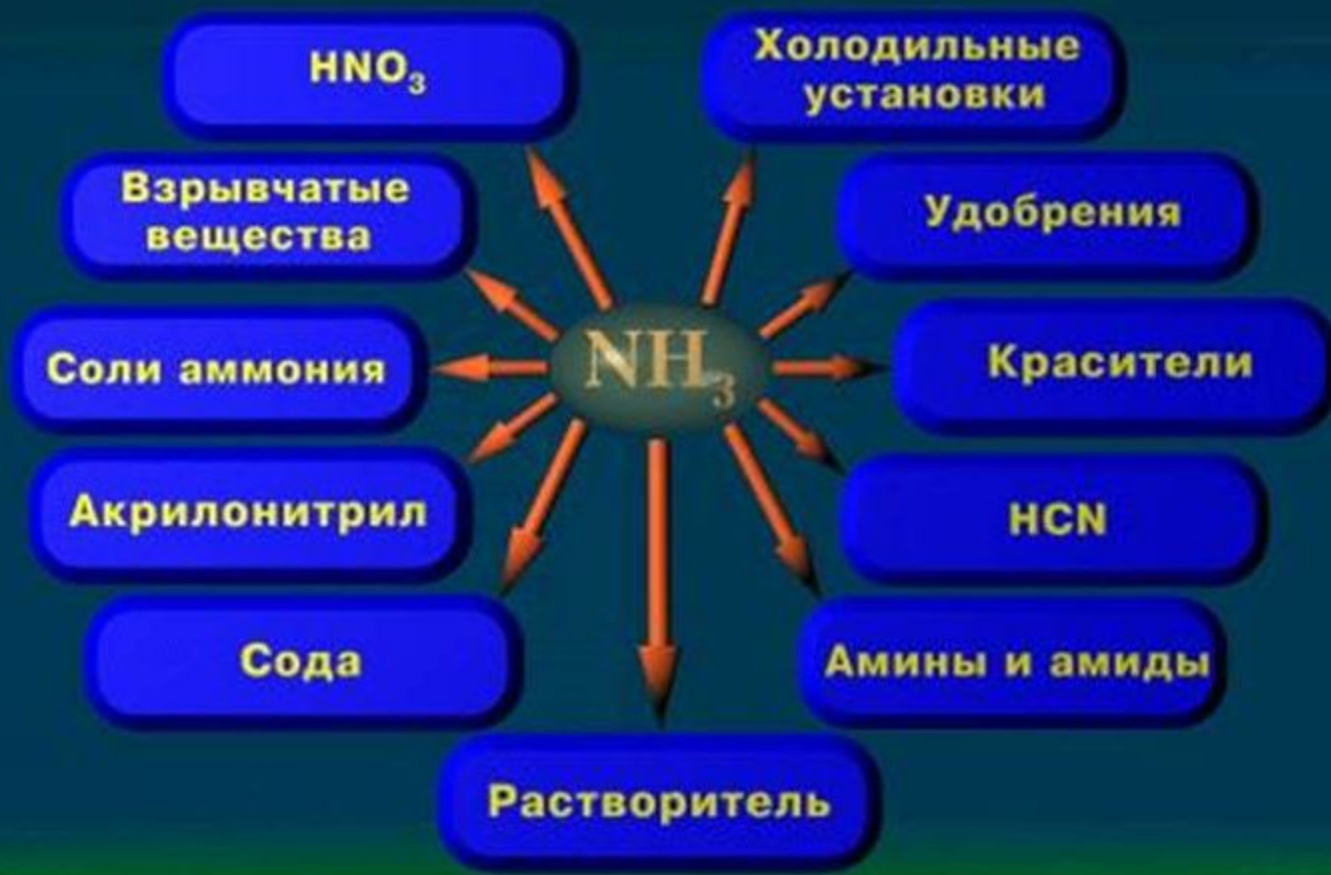 HNO₃
Холодильные
установки
Взрывчатые
вещества
Удобрения
Соли аммония
NH₃
Красители
Акрилонитрил
HCN
Сода
Амины и амиды
Растворитель